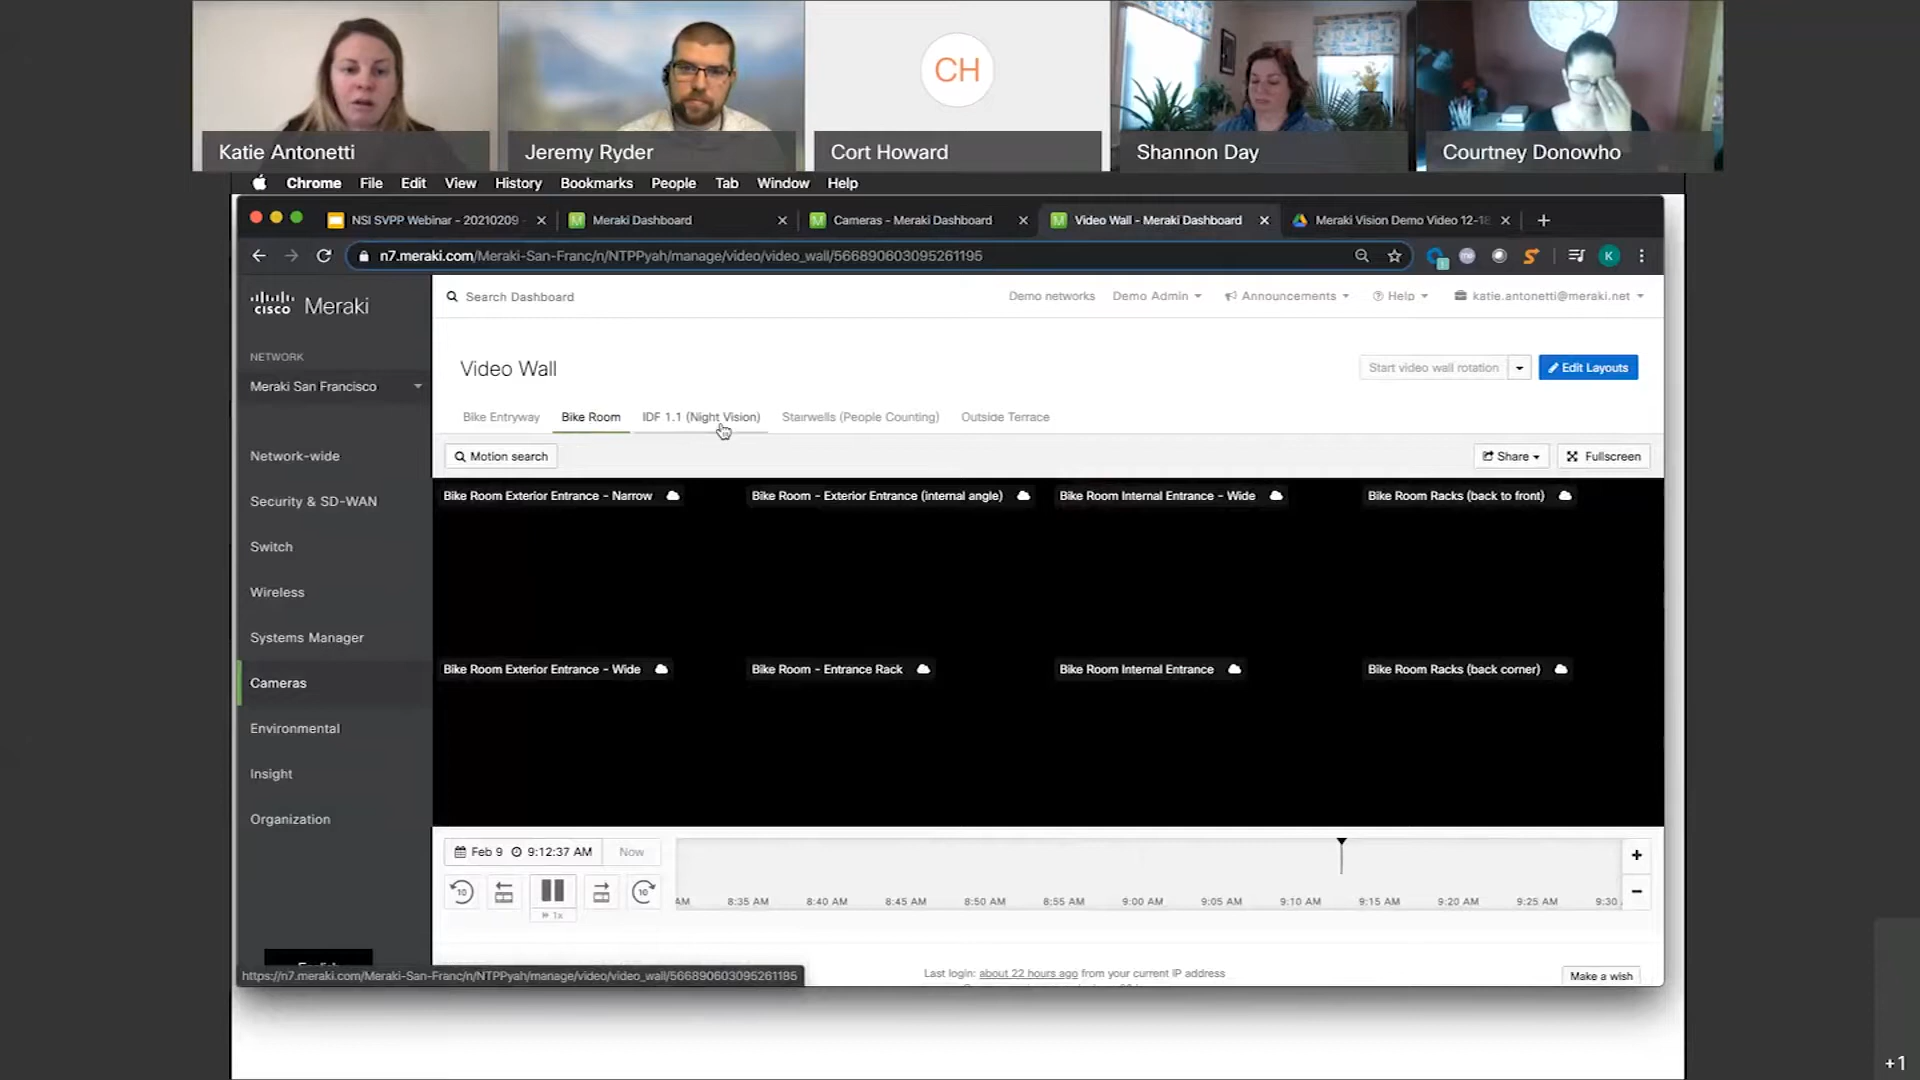 CH
Katie Antonetti
Jeremy Ryder
Cort Howard
Shannon Day
Courtney Donowho
Chrome File Edit View History Bookmarks People Tab Window Help
NSI SVPP Webinar - 20210209
Meraki Dashboard
Cameras - Meraki Dashboard
Video Wall - Meraki Dashboard
Meraki Vision Demo Video 12-18
n7.meraki.com/Meraki-San-Franc/n/NTPPyah/manage/video/video_wall/566890603095261195
K
cisco Meraki
Search Dashboard
Demo networks Demo Admin Announcements Help katie.antonetti@meraki.net
NETWORK
Meraki San Francisco
Network-wide
Security & SD-WAN
Switch
Wireless
Systems Manager
Cameras
Environmental
Insight
Organization
Video Wall
Start video wall rotation
Edit Layouts
Bike Entryway Bike Room IDF 1.1 (Night Vision) Stairwells (People Counting) Outside Terrace
Motion search
Share
Fullscreen
Bike Room Exterior Entrance - Narrow
Bike Room - Exterior Entrance (internal angle)
Bike Room Internal Entrance - Wide
Bike Room Racks (back to front)
Bike Room Exterior Entrance - Wide
Bike Room - Entrance Rack
Bike Room Internal Entrance
Bike Room Racks (back corner)
Feb 9 9:12:37 AM Now
10 10
1x
AM 8:35 AM 8:40 AM 8:45 AM 8:50 AM 8:55 AM 9:00 AM 9:05 AM 9:10 AM 9:15 AM 9:20 AM 9:25 AM 9:30
+
-
https://n7.meraki.com/Meraki-San-Franc/n/NTPPyah/manage/video/video_wall/566890603095261185
Last login: about 22 hours ago from your current IP address
Make a wish
+1